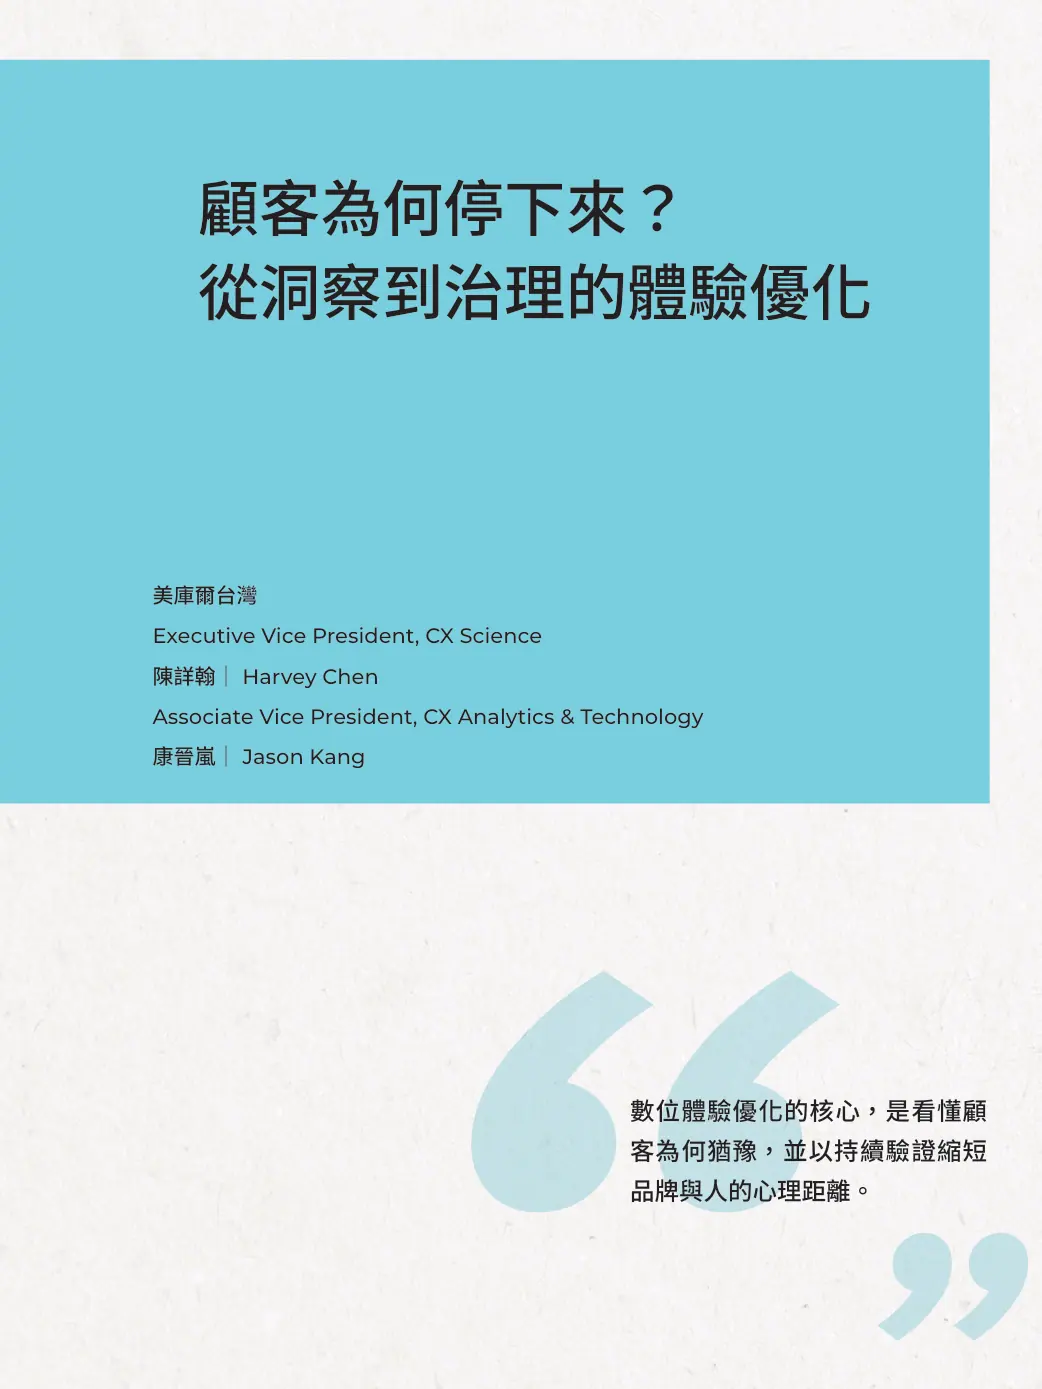 顧客為何停下來？
從洞察到治理的體驗優化
美庫爾台灣
Executive Vice President, CX Science
陳詳翰｜ Harvey Chen
Associate Vice President, CX Analytics & Technology
康晉嵐｜ Jason Kang
數位體驗優化的核心，是看懂顧
客為何猶豫，並以持續驗證縮短
品牌與人的心理距離。